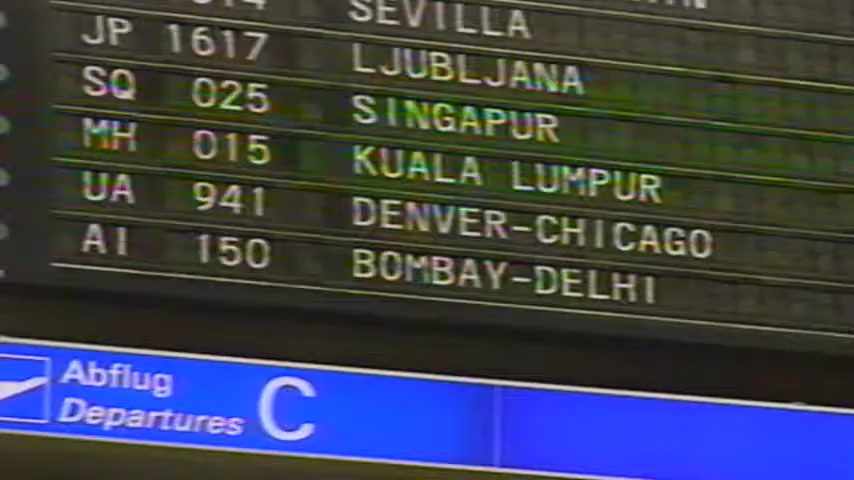 SEVILLA
JP 1617 LJUBLJANA
SQ 025 SINGAPUR
MH 015 KUALA LUMPUR
UA 941 DENVER-CHICAGO
AI 150 BOMBAY-DELHI
Abflug
Departures
C